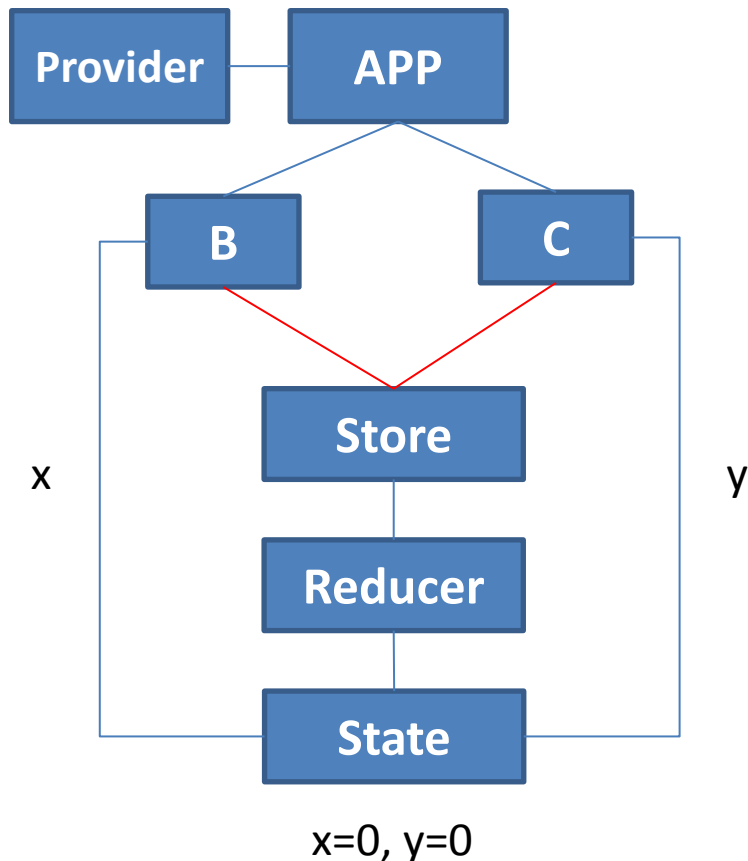 Provider
APP
B
C
Store
x
y
Reducer
State
x=0, y=0